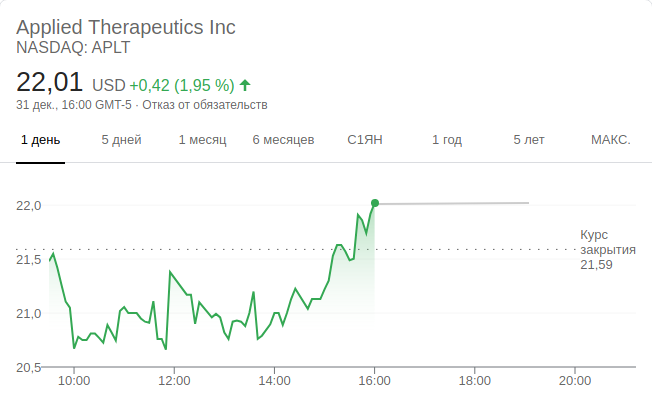 Applied Therapeutics Inc
NASDAQ: APLT
22,01 USD +0,42 (1,95 %)
31 дек., 16:00 GMT-5 · Отказ от обязательств
1 день 5 дней 1 месяц 6 месяцев С1ЯН 1 год 5 лет МАКС.
22,0
Курс
закрытия
21,59
21,5
21,0
20,5
10:00 12:00 14:00 16:00 18:00 20:00